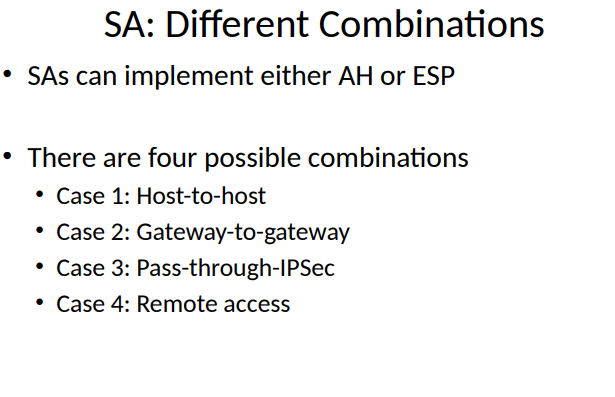 SA: Different Combinations
• SAs can implement either AH or ESP
• There are four possible combinations
• Case 1: Host-to-host
• Case 2: Gateway-to-gateway
• Case 3: Pass-through-IPSec
• Case 4: Remote access